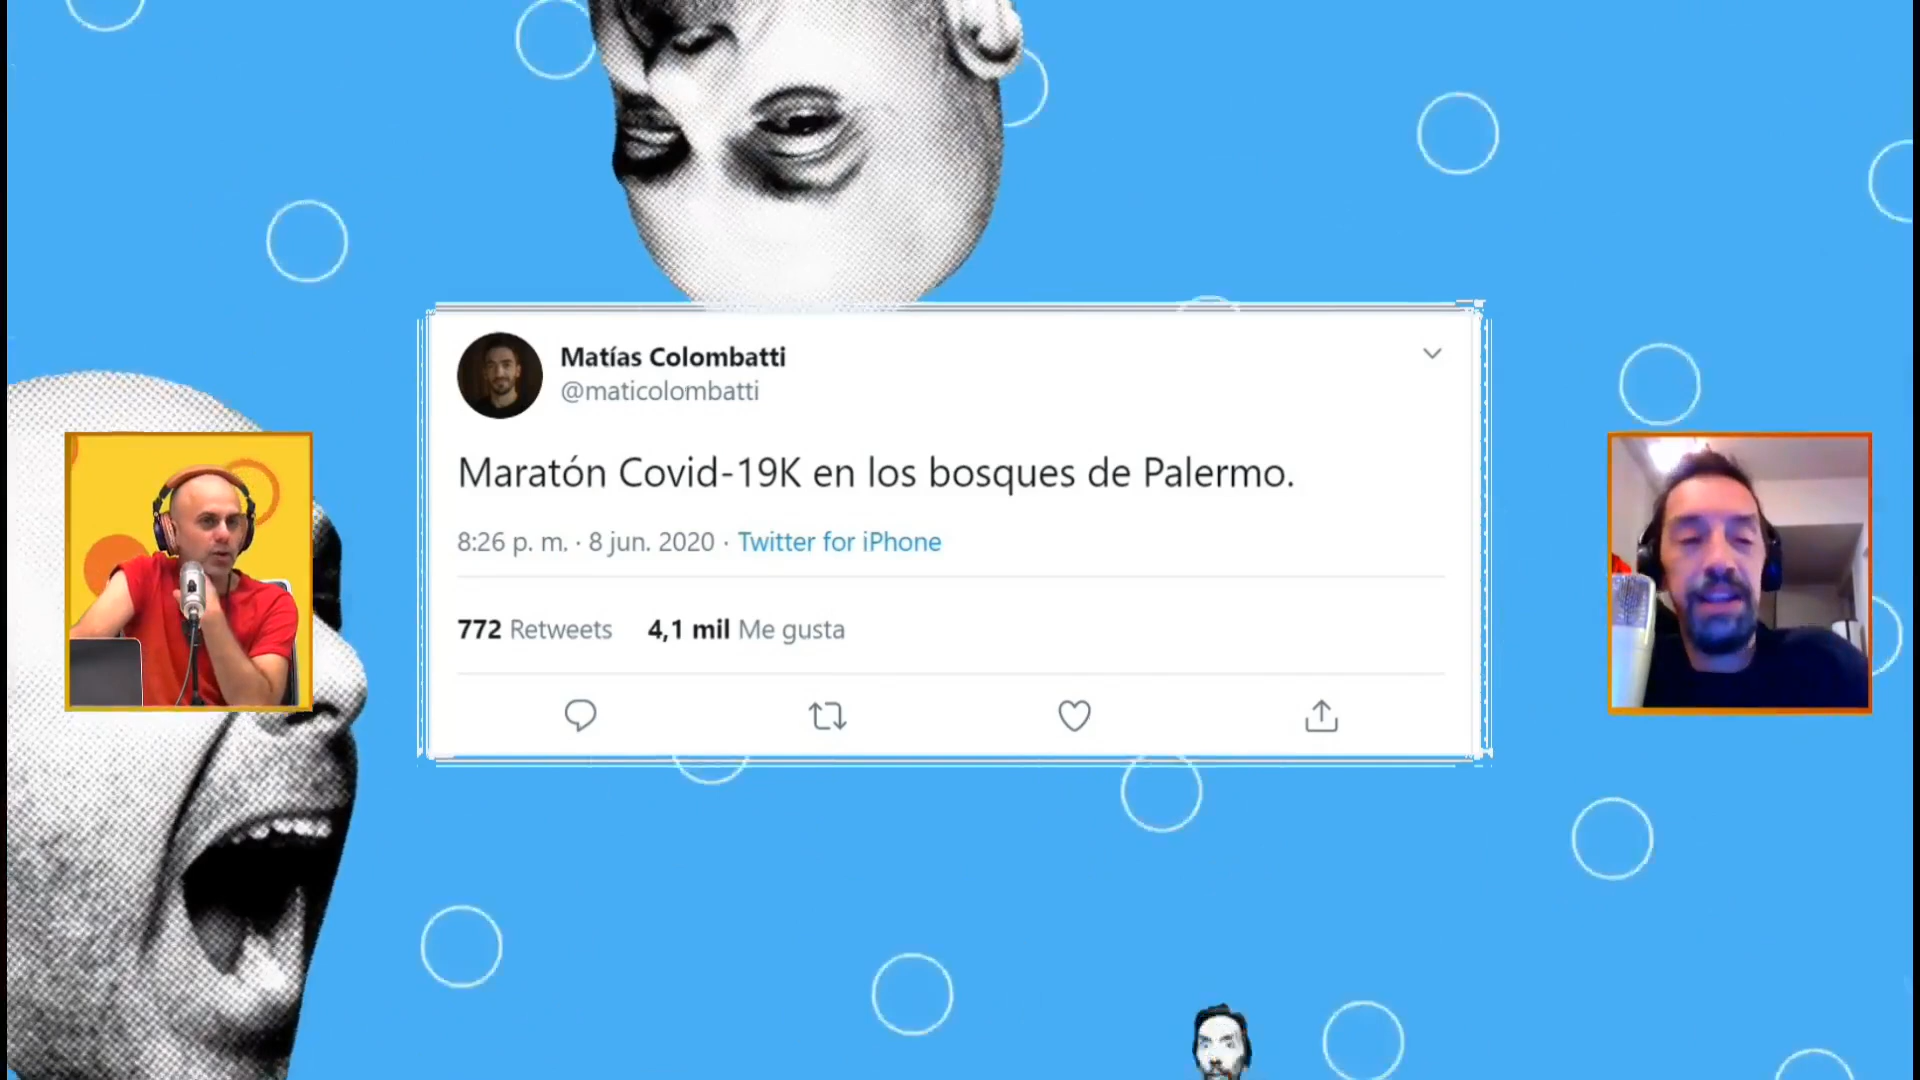 Matías Colombatti
@maticolombatti
Maratón Covid-19K en los bosques de Palermo.
8:26 p. m. · 8 jun. 2020 · Twitter for iPhone
772 Retweets 4,1 mil Me gusta